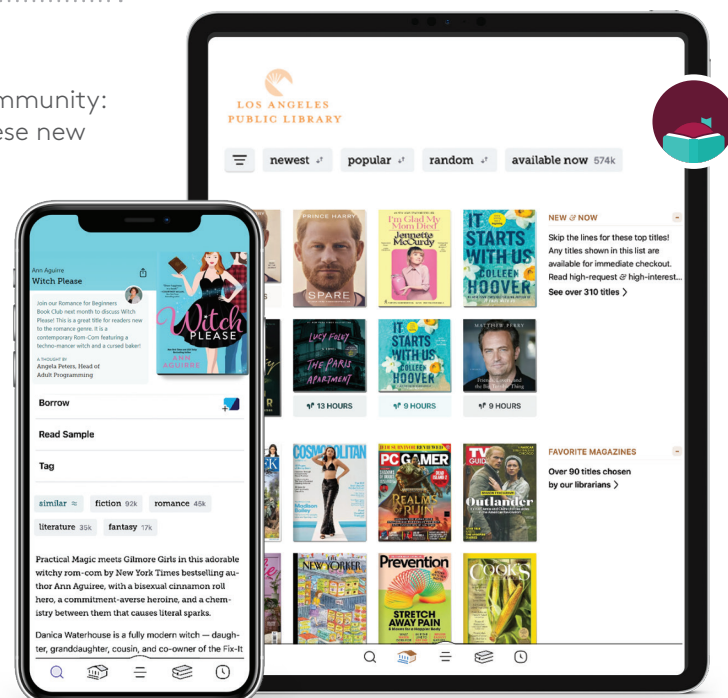 mmunity:
ese new
LOS ANGELES
PUBLIC LIBRARY
newest
popular
random
available now 574k
PRINCE HARRY
SPARE
I'm Glad My
Mom Died
Jennette
McCurdy
IT
STARTS
WITH US
COLLEEN
HOOVER
NEW & NOW
Skip the lines for these top titles!
Any titles shown in this list are
available for immediate checkout.
Read high-request & high-interest...
See over 310 titles >
LUCY FOLEY
THE PARIS
APARTMENT
13 HOURS
IT
STARTS
WITH US
COLLEEN
HOOVER
9 HOURS
MATTHEW PERRY
Friends, Lovers, and
the Big Terrible Thing
9 HOURS
COSMOPOLITAN
Madison
Bailey
PC GAMER
REALMS
OF RUIN
TV
GUIDE
Outlander
FAVORITE MAGAZINES
Over 90 titles chosen
by our librarians >
THE
NEW YORKER
Prevention
STRETCH
AWAY PAIN
COOK'S
Ann Aguirre
Witch Please
Join our Romance for Beginners
Book Club next month to discuss Witch
Please! This is a great title for readers new
to the romance genre. It is a
contemporary Rom-Com featuring a
techno-mancer witch and a cursed baker!
A THOUGHT BY
Angela Peters, Head of
Adult Programming
Witch
PLEASE
ANN
AGUIRRE
Borrow
Read Sample
Tag
similar
fiction 92k
romance 45k
literature 35k
fantasy 17k
Practical Magic meets Gilmore Girls in this adorable
witchy rom-com by New York Times bestselling au-
thor Ann Aguiree, with a bisexual cinnamon roll
hero, a commitment-averse heroine, and a chem-
istry between them that causes literal sparks.
Danica Waterhouse is a fully modern witch — daugh-
ter, granddaughter, cousin, and co-owner of the Fix-It